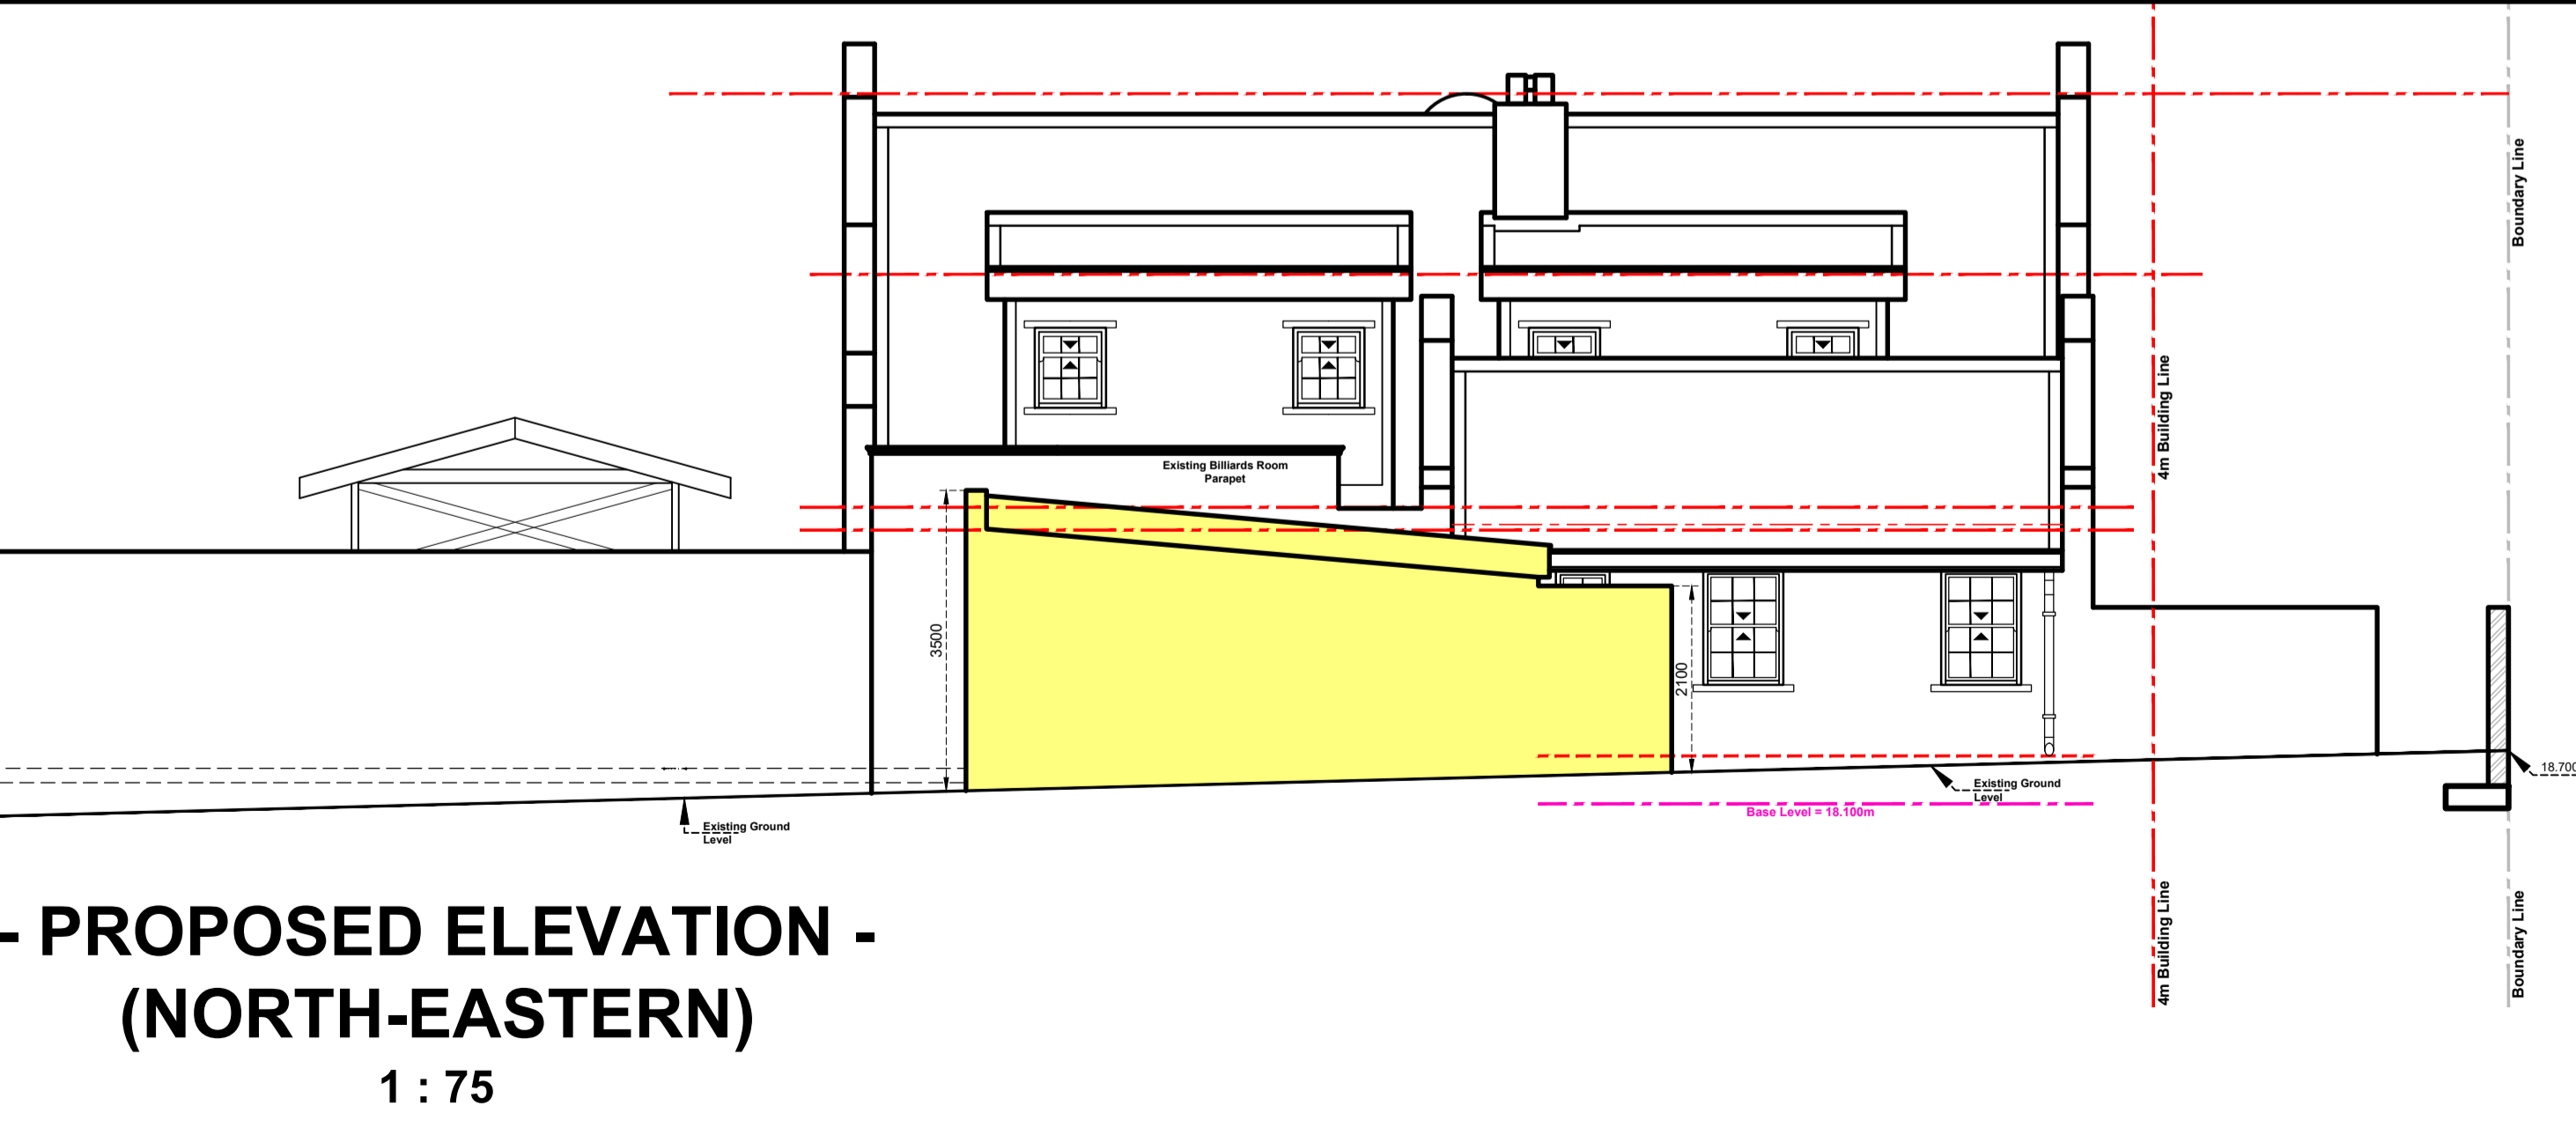 Boundary Line
4m Building Line
Existing Billiards Room
Parapet
3500
2100
18.700
Existing Ground
Level
Base Level = 18.100m
Existing Ground
Level
4m Building Line
Boundary Line
- PROPOSED ELEVATION -
(NORTH-EASTERN)
1 : 75